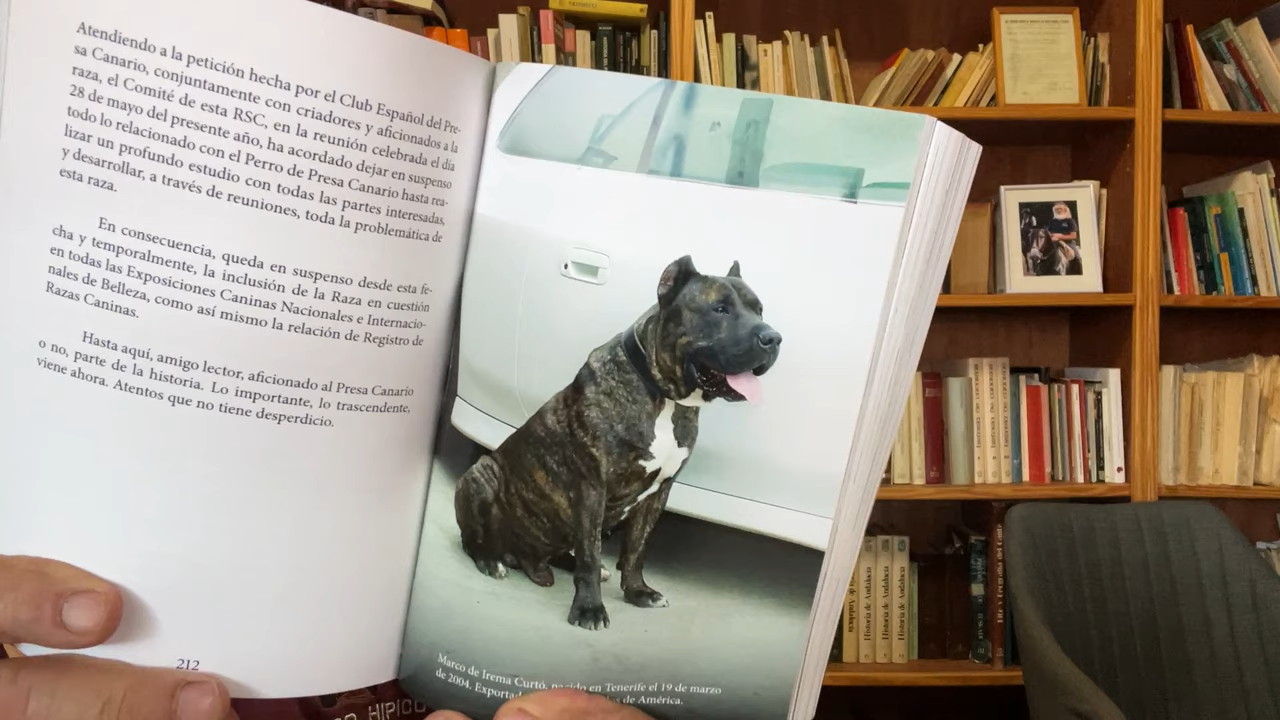 Atendiendo a la petición hecha por el Club Español del Pre-
sa Canario, conjuntamente con criadores y aficionados a la
raza, el Comité de esta RSC, en la reunión celebrada el día
28 de mayo del presente año, ha acordado dejar en suspenso
todo lo relacionado con el Perro de Presa Canario hasta rea-
lizar un profundo estudio con todas las partes interesadas,
y desarrollar, a través de reuniones, toda la problemática de
esta raza.
En consecuencia, queda en suspenso desde esta fe-
cha y temporalmente, la inclusión de la Raza en cuestión
en todas las Exposiciones Caninas Nacionales e Internacio-
nales de Belleza, como así mismo la relación de Registro de
Razas Caninas.
Hasta aquí, amigo lector, aficionado al Presa Canario
o no, parte de la historia. Lo importante, lo trascendente,
viene ahora. Atentos que no tiene desperdicio.
212
Marco de Irema Curtó, nacido en Tenerife el 19 de marzo
de 2004. Exportad de América.
HIPICO
Historia de Andalucía
Historia de Andalucía
Historia de Andalucía